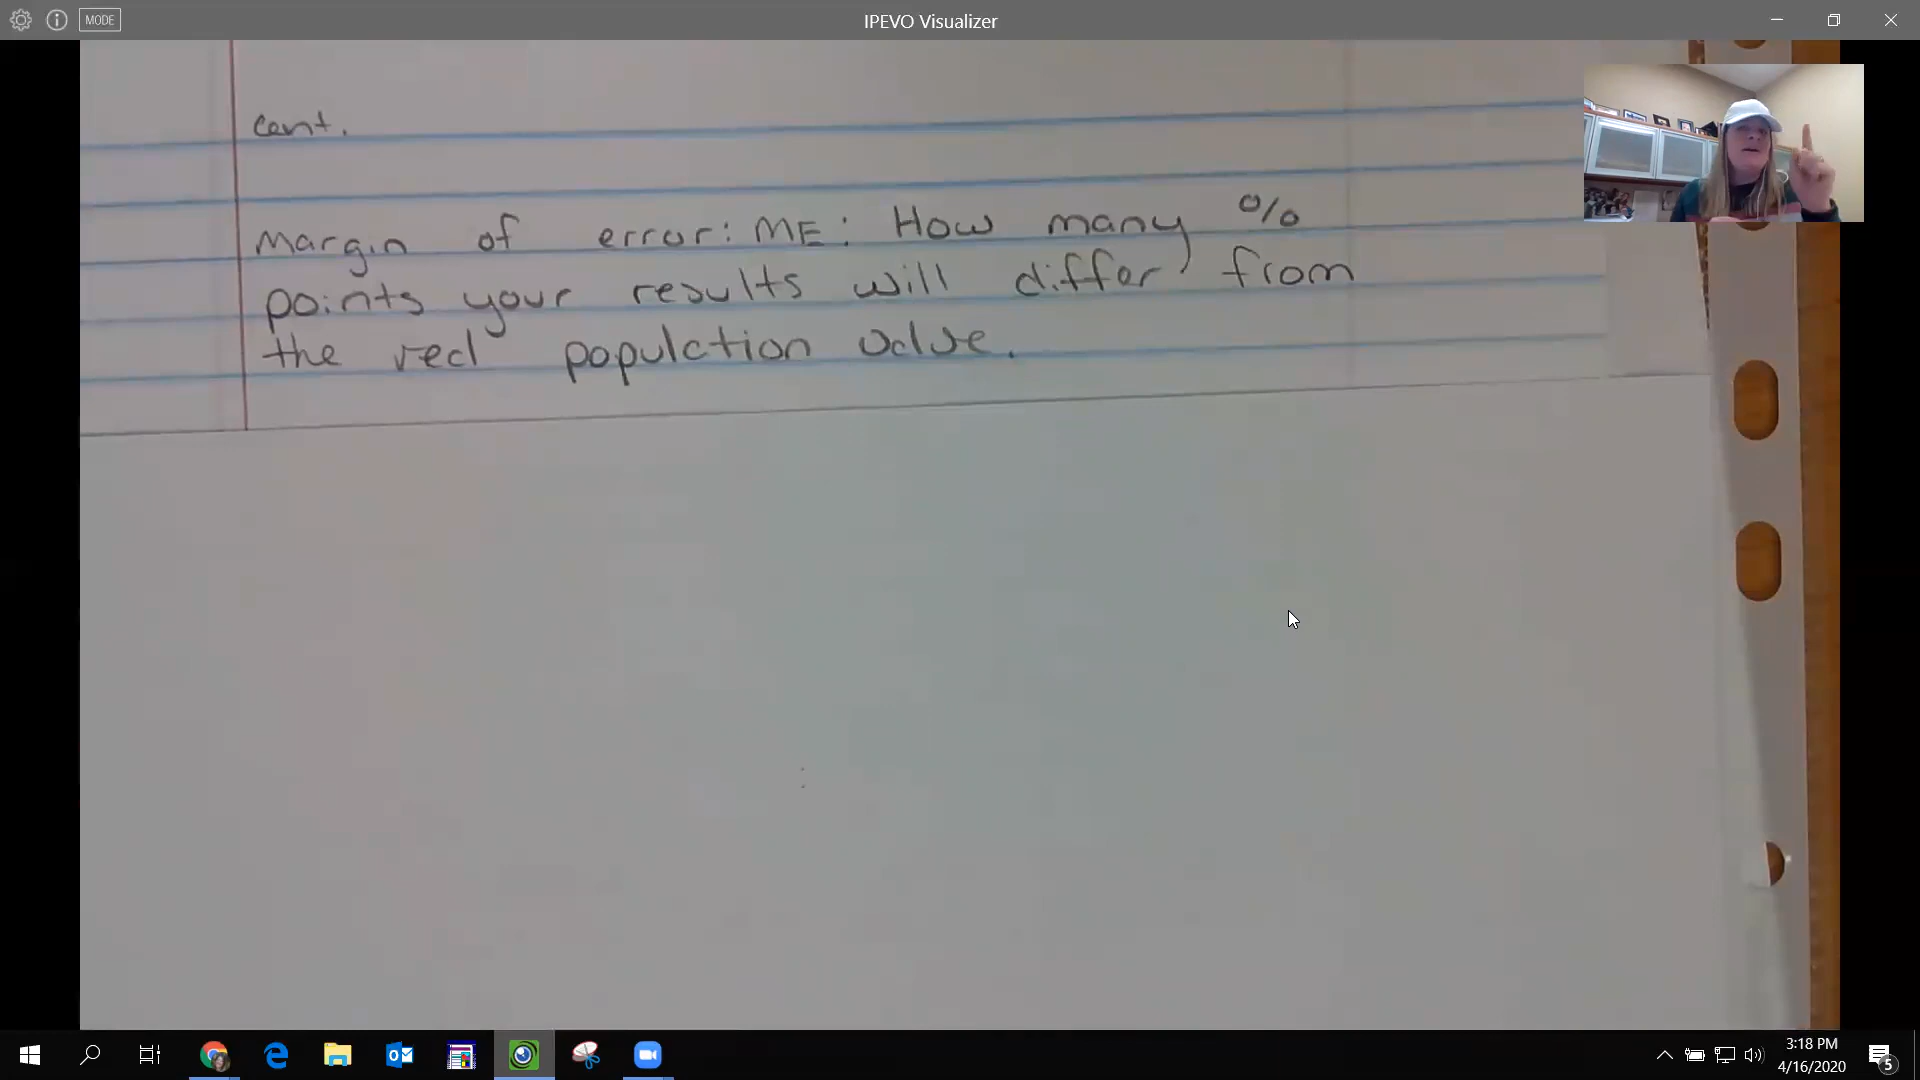 MODE
IPEVO Visualizer
cont.
Margin of error: ME: How many %
points your results will differ from
the real population value.
3:18 PM
4/16/2020
5